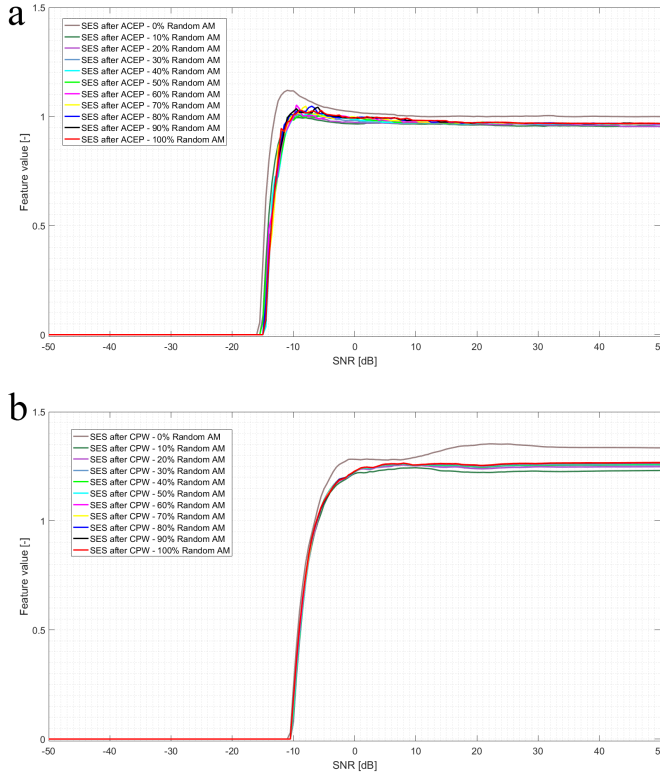 a
1.5
1
0.5
0
Feature value [-]
SES after ACEP - 0% Random AM
SES after ACEP - 10% Random AM
SES after ACEP - 20% Random AM
SES after ACEP - 30% Random AM
SES after ACEP - 40% Random AM
SES after ACEP - 50% Random AM
SES after ACEP - 60% Random AM
SES after ACEP - 70% Random AM
SES after ACEP - 80% Random AM
SES after ACEP - 90% Random AM
SES after ACEP - 100% Random AM
-50 -40 -30 -20 -10 0 10 20 30 40 50
SNR [dB]
b
1.5
1
0.5
0
Feature value [-]
SES after CPW - 0% Random AM
SES after CPW - 10% Random AM
SES after CPW - 20% Random AM
SES after CPW - 30% Random AM
SES after CPW - 40% Random AM
SES after CPW - 50% Random AM
SES after CPW - 60% Random AM
SES after CPW - 70% Random AM
SES after CPW - 80% Random AM
SES after CPW - 90% Random AM
SES after CPW - 100% Random AM
-50 -40 -30 -20 -10 0 10 20 30 40 50
SNR [dB]